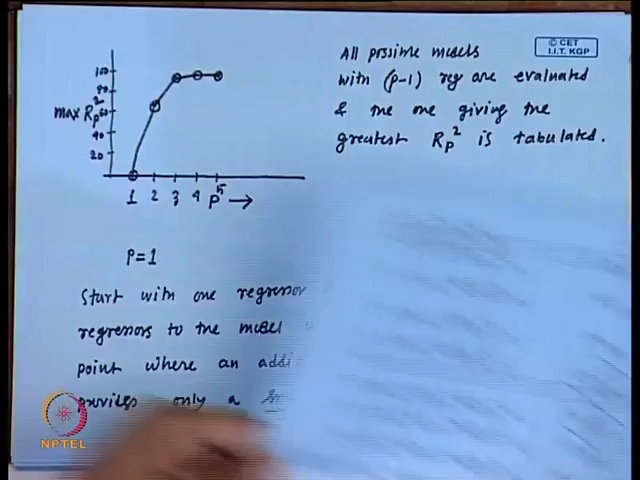 © CET
I.I.T. KGP
All possible models
with (p-1) reg are evaluated
& the one giving the
greatest Rp² is tabulated.
100
80
max Rp² 60
40
20
1 2 3 4 5
p →
P=1
Start with one regressor
regressors to the model
point where an addi
provides only a
NPTEL